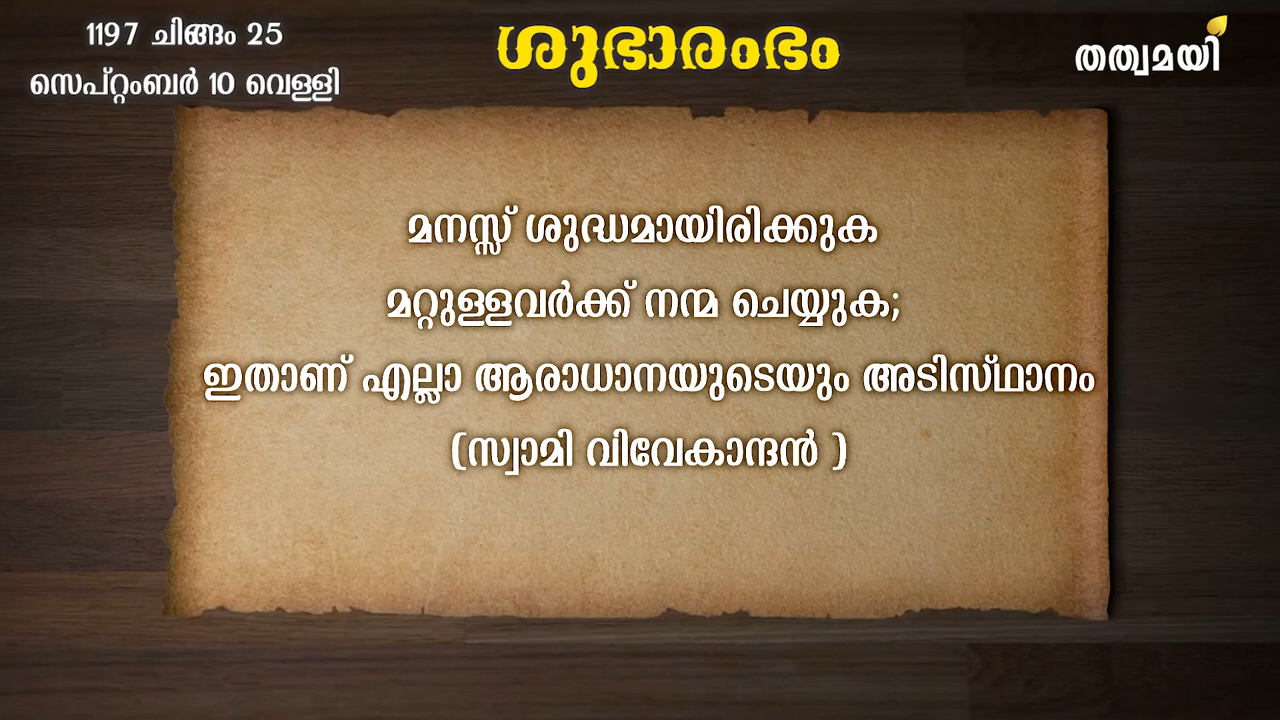 1197 ചിങ്ങം 25
സെപ്റ്റംബർ 10 വെള്ളി
ശുഭാരംഭം
തത്വമയി
മനസ്സ് ശുദ്ധമായിരിക്കുക
മറ്റുള്ളവർക്ക് നന്മ ചെയ്യുക;
ഇതാണ് എല്ലാ ആരാധാനയുടെയും അടിസ്ഥാനം
(സ്വാമി വിവേകാന്ദൻ )